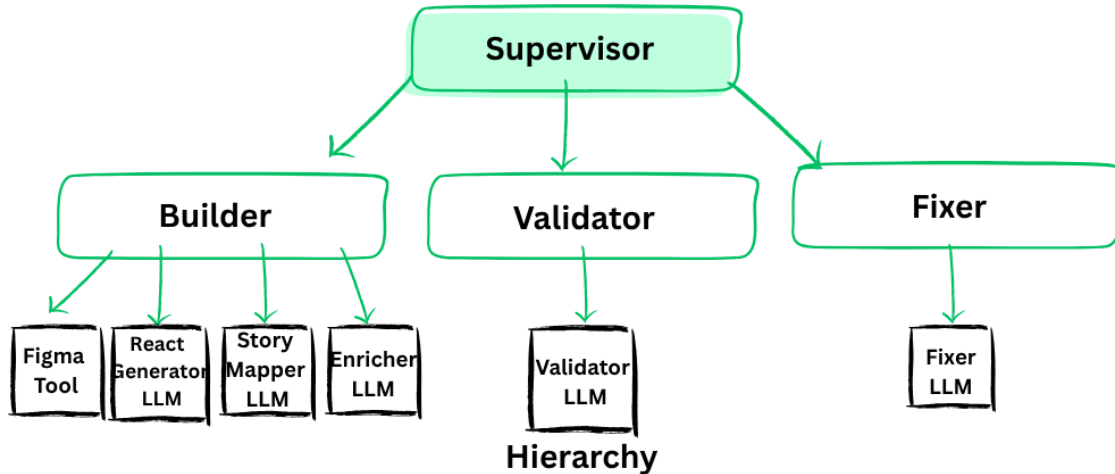 Supervisor
Builder
Validator
Fixer
Figma
Tool
React
Generator
LLM
Story
Mapper
LLM
Enricher
LLM
Validator
LLM
Fixer
LLM
Hierarchy